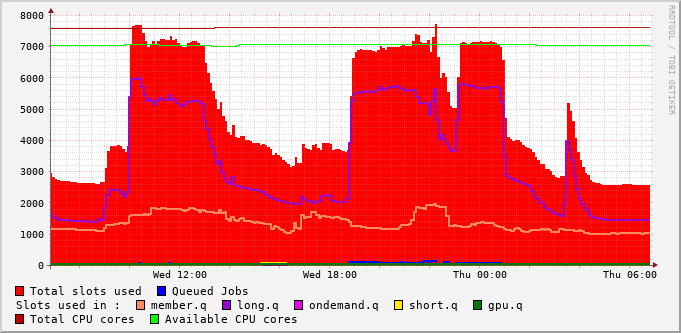 8000
7000
6000
5000
4000
3000
2000
1000
0
Wed 12:00 Wed 18:00 Thu 00:00 Thu 06:00
Total slots used Queued Jobs
Slots used in : member.q long.q ondemand.q short.q gpu.q
Total CPU cores Available CPU cores
RRDTOOL / TOBI OETIKER